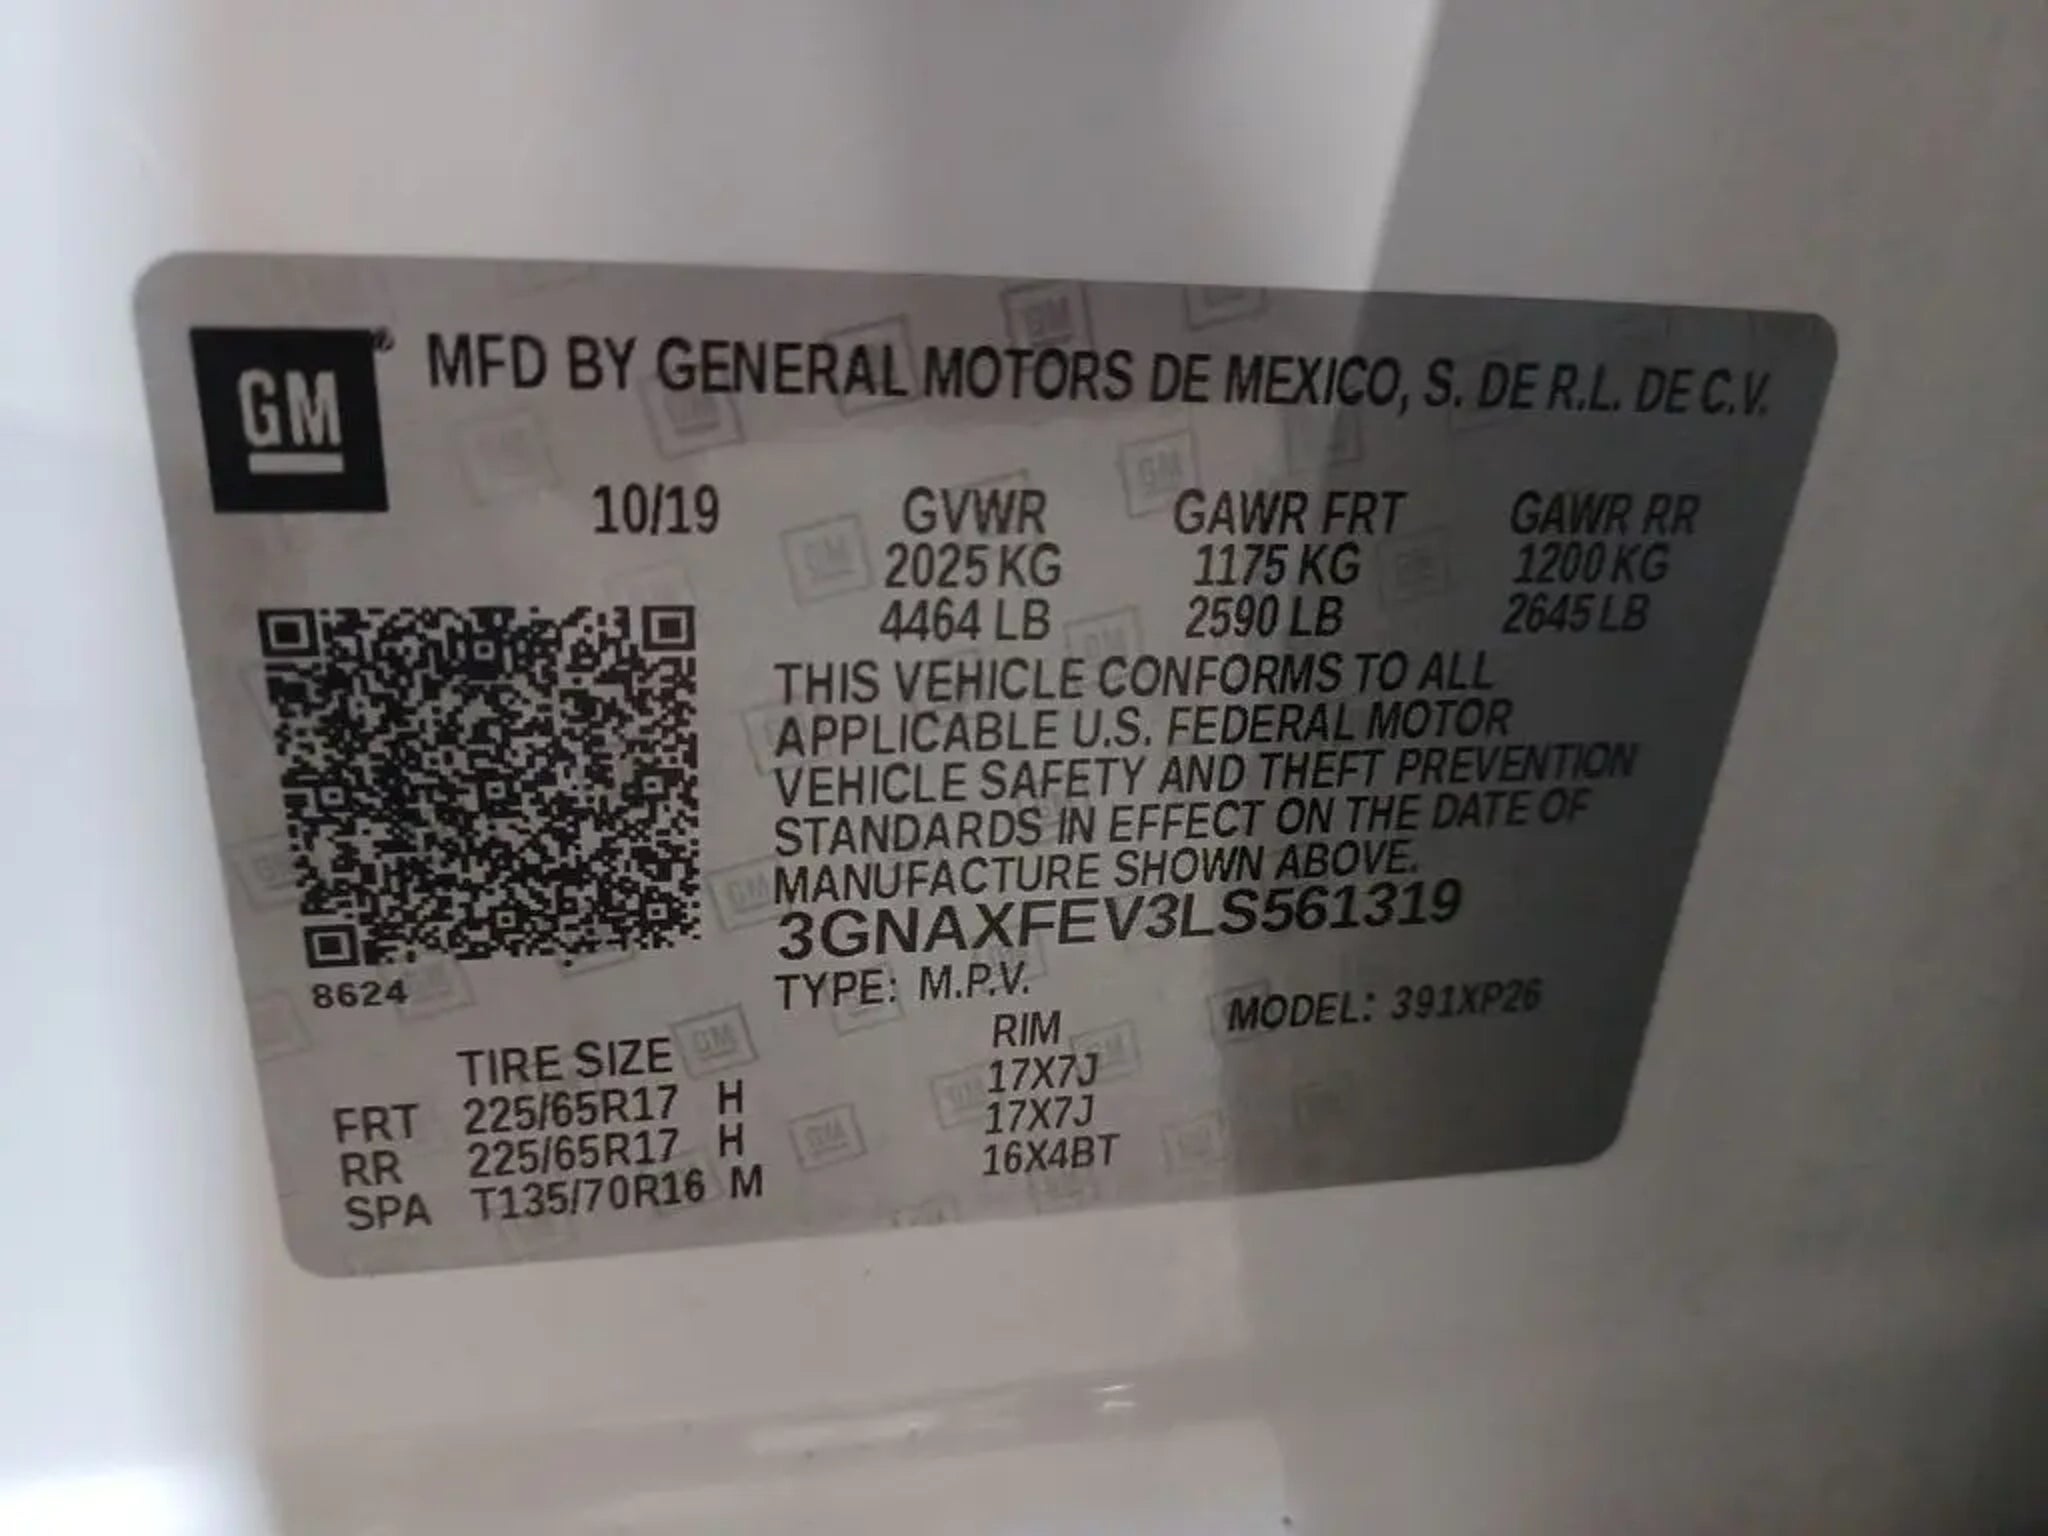 GM
MFD BY GENERAL MOTORS DE MEXICO, S. DE R.L. DE C.V.
10/19 GVWR GAWR FRT GAWR RR
2025 KG 1175 KG 1200 KG
4464 LB 2590 LB 2645 LB
THIS VEHICLE CONFORMS TO ALL
APPLICABLE U.S. FEDERAL MOTOR
VEHICLE SAFETY AND THEFT PREVENTION
STANDARDS IN EFFECT ON THE DATE OF
MANUFACTURE SHOWN ABOVE.
3GNAXFEV3LS561319
8624
TYPE: M.P.V. MODEL: 391XP26
TIRE SIZE RIM
FRT 225/65R17 H 17X7J
RR 225/65R17 H 17X7J
SPA T135/70R16 M 16X4BT